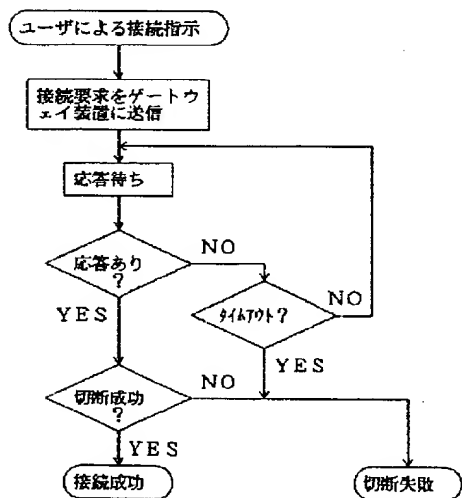 ユーザによる接続指示
接続要求をゲートウ
ェイ装置に送信
応答待ち
応答あり
?
NO
YES
タイムアウト?
NO
YES
切断成功
?
NO
YES
接続成功
切断失敗